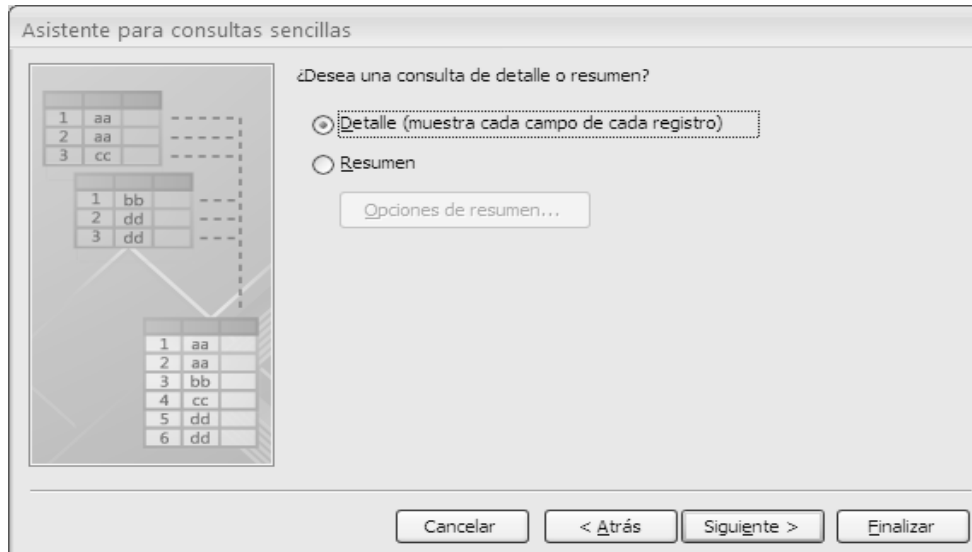 Asistente para consultas sencillas
¿Desea una consulta de detalle o resumen?
Detalle (muestra cada campo de cada registro)
Resumen
Opciones de resumen...
1 aa
2 aa
3 cc
1 bb
2 dd
3 dd
1 aa
2 aa
3 bb
4 cc
5 dd
6 dd
Cancelar
< Atrás
Siguiente >
Finalizar